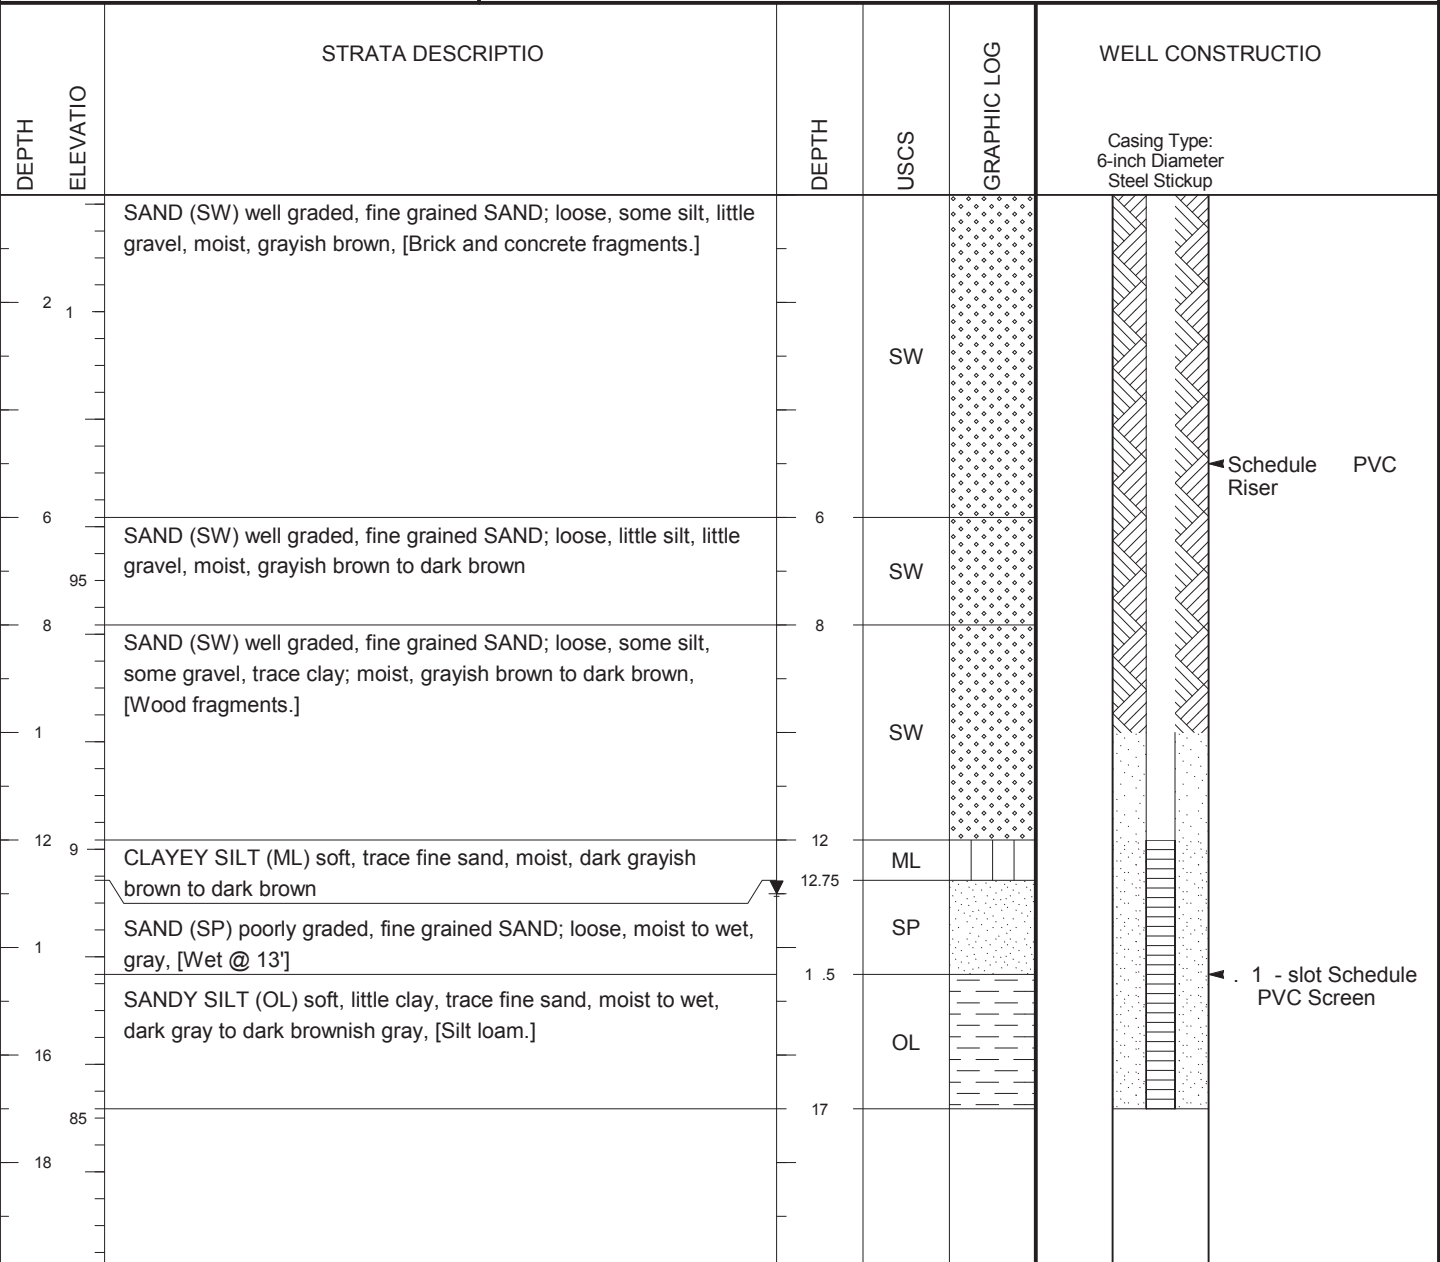 STRATA DESCRIPTIO
WELL CONSTRUCTIO
DEPTH
ELEVATIO
DEPTH
USCS
GRAPHIC LOG
Casing Type:
6-inch Diameter
Steel Stickup
SAND (SW) well graded, fine grained SAND; loose, some silt, little
gravel, moist, grayish brown, [Brick and concrete fragments.]
2
1
SW
Schedule PVC
Riser
6
6
SAND (SW) well graded, fine grained SAND; loose, little silt, little
gravel, moist, grayish brown to dark brown
95
SW
8
8
SAND (SW) well graded, fine grained SAND; loose, some silt,
some gravel, trace clay; moist, grayish brown to dark brown,
[Wood fragments.]
1
SW
12
9
12
CLAYEY SILT (ML) soft, trace fine sand, moist, dark grayish
brown to dark brown
ML
12.75
SAND (SP) poorly graded, fine grained SAND; loose, moist to wet,
gray, [Wet @ 13']
1
SP
1 .5
. 1 - slot Schedule
PVC Screen
SANDY SILT (OL) soft, little clay, trace fine sand, moist to wet,
dark gray to dark brownish gray, [Silt loam.]
16
OL
85
17
18